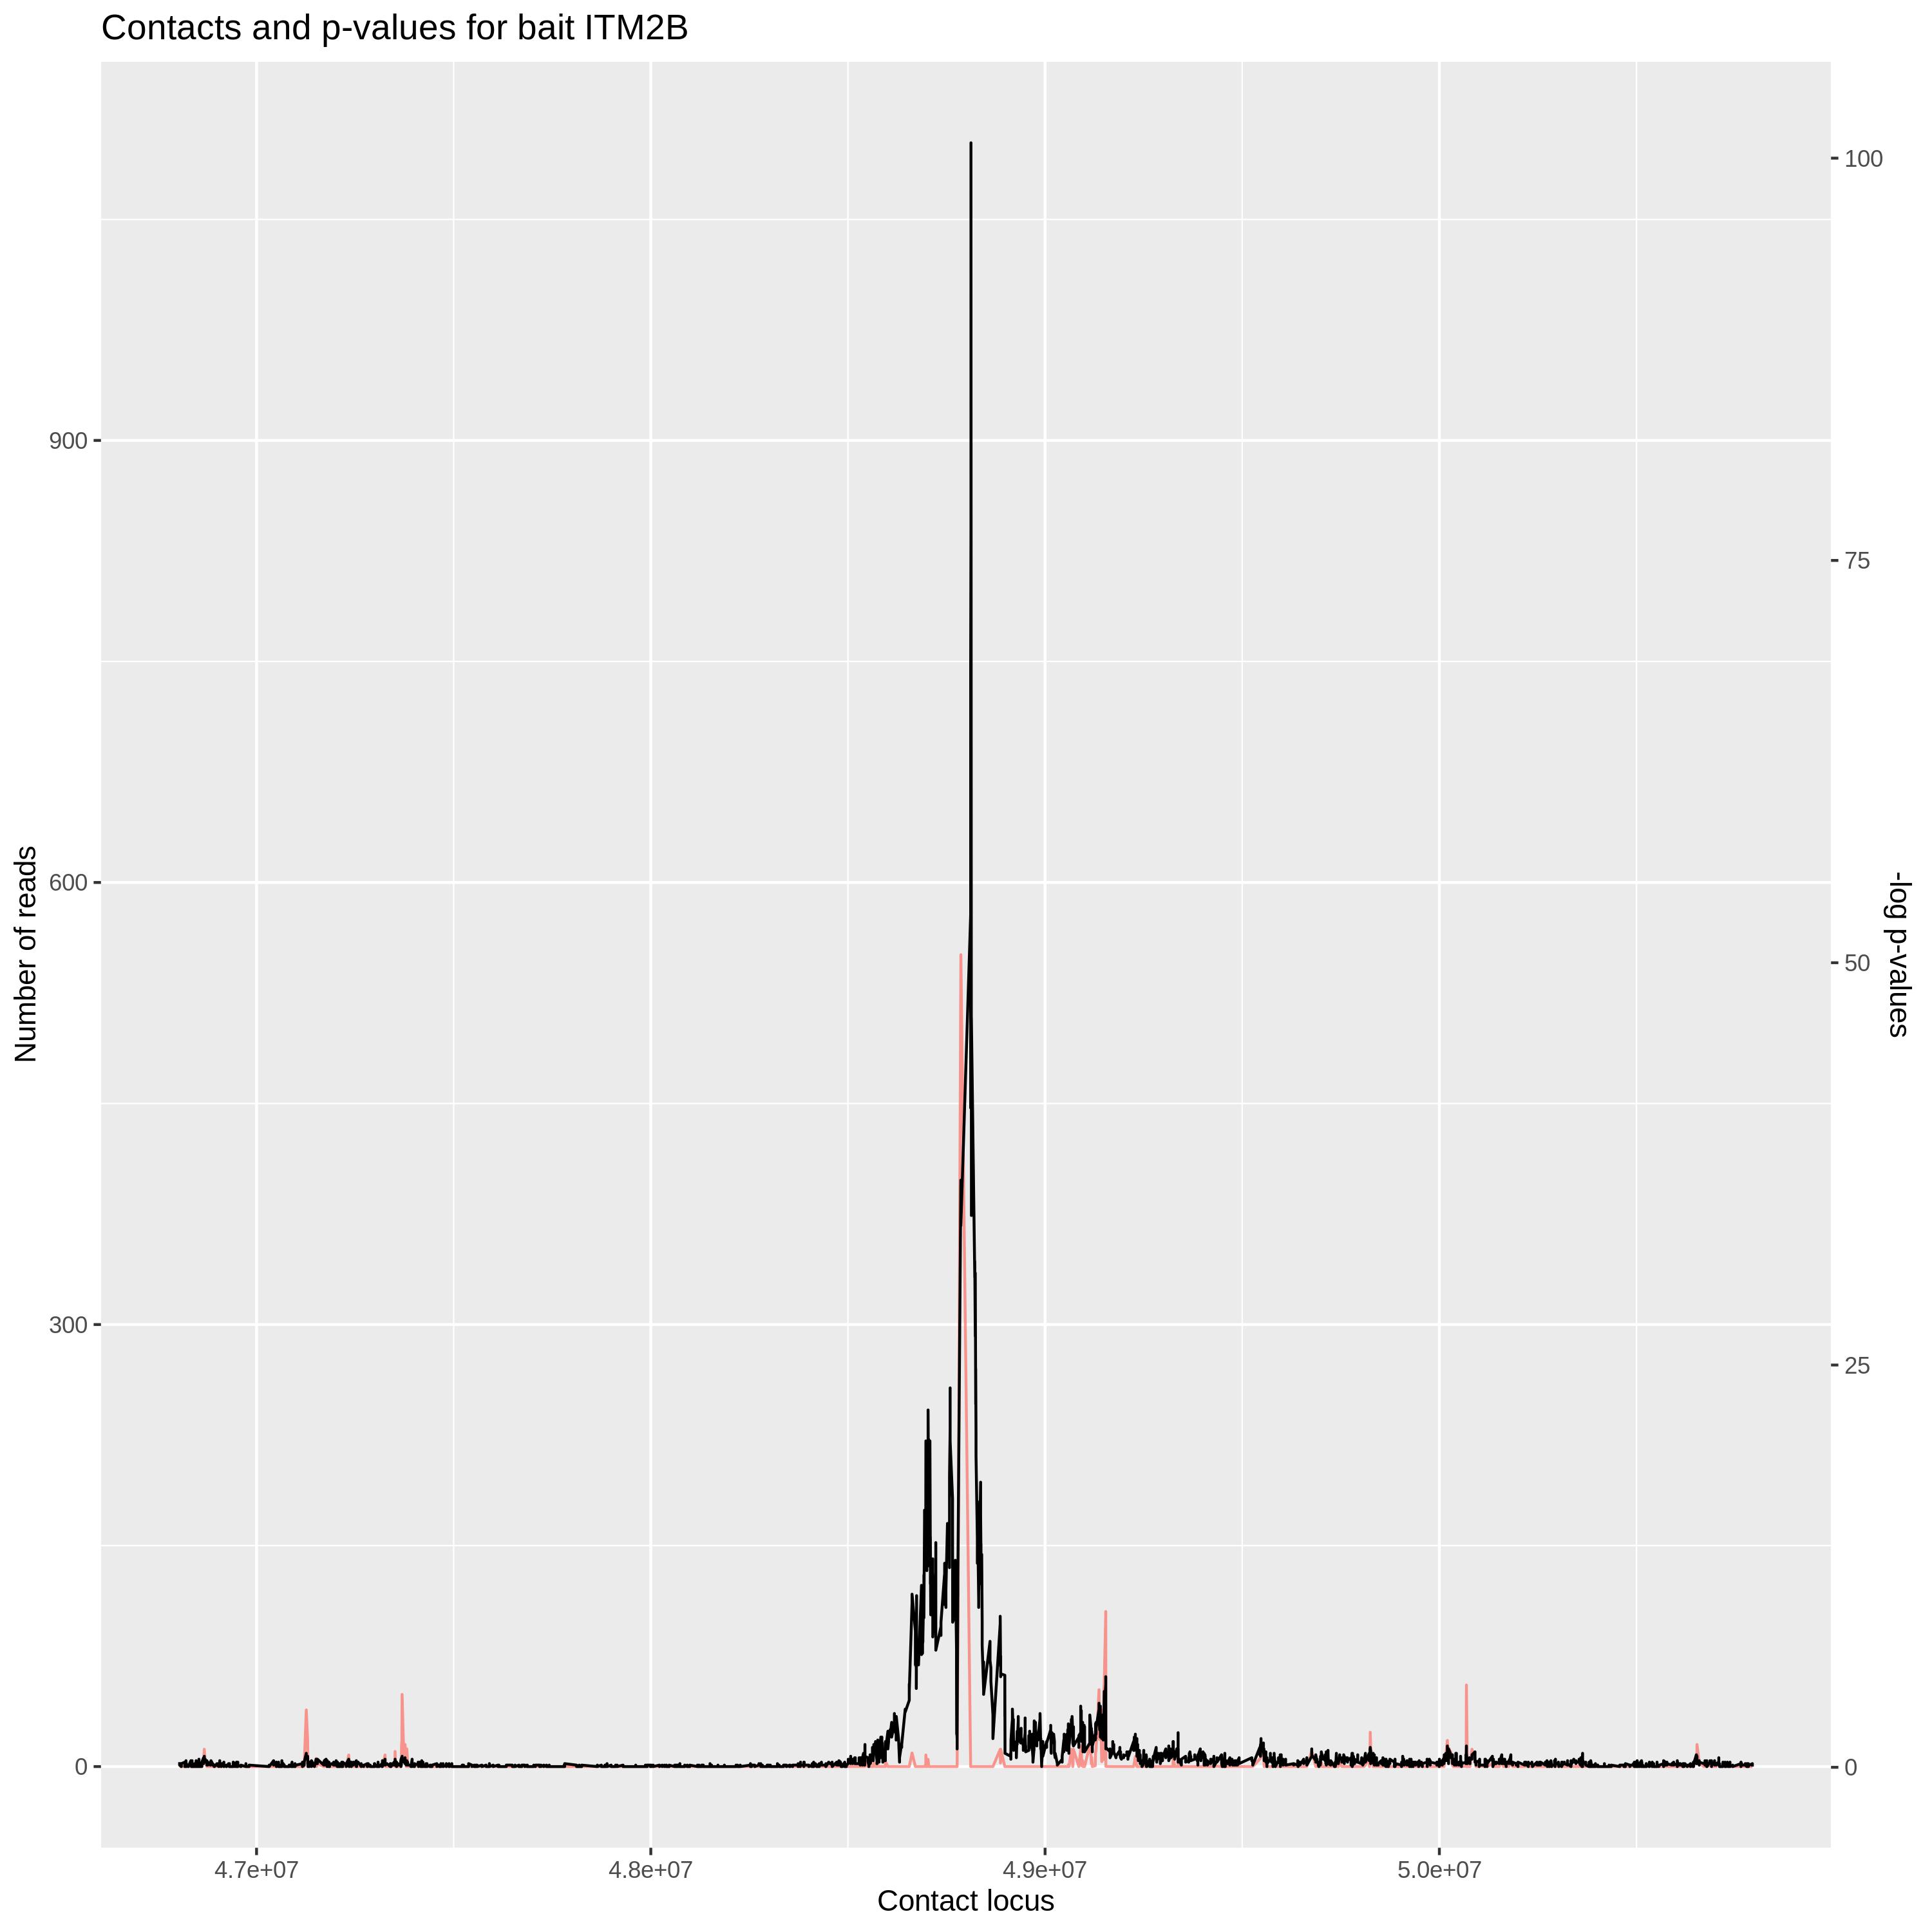 Contacts and p-values for bait ITM2B
Number of reads
900
600
300
0
100
75
50
25
0
-log p-values
4.7e+07
4.8e+07
4.9e+07
5.0e+07
Contact locus